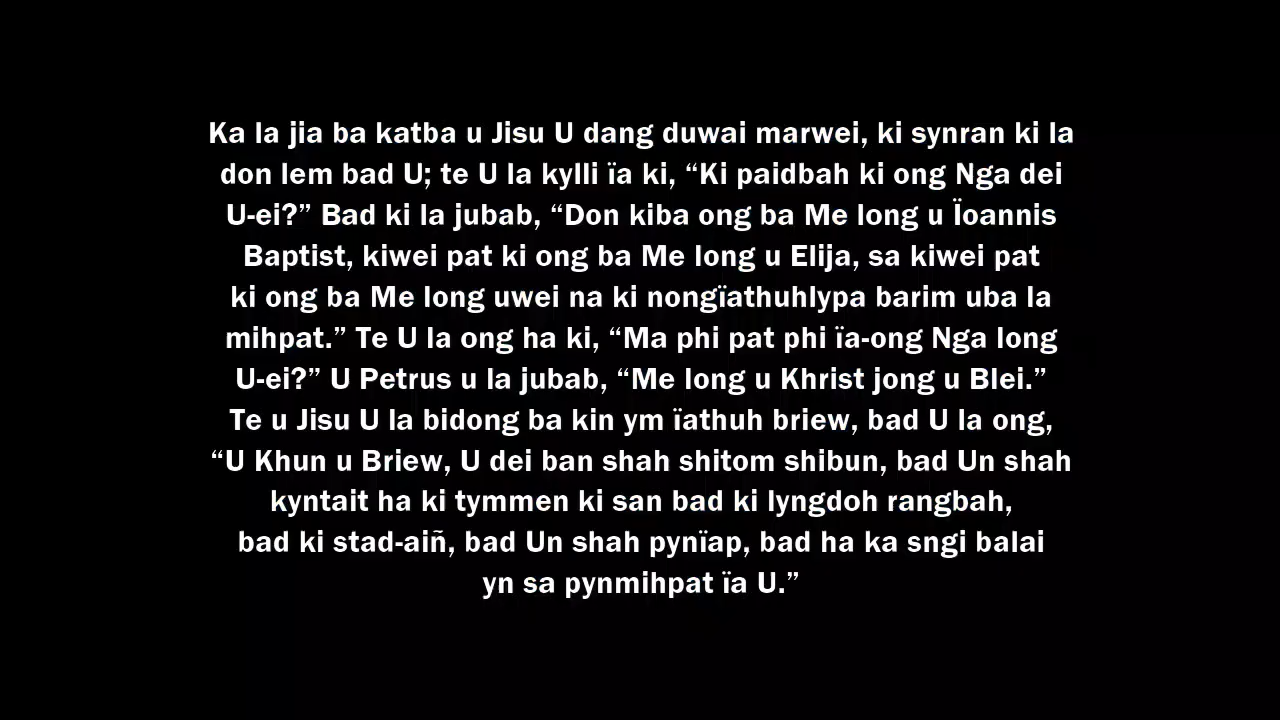 Ka la jia ba katba u Jisu U dang duwai marwei, ki synran ki la
don lem bad U; te U la kylli ïa ki, “Ki paidbah ki ong Nga dei
U-ei?” Bad ki la jubab, “Don kiba ong ba Me long u Ïoannis
Baptist, kiwei pat ki ong ba Me long u Elija, sa kiwei pat
ki ong ba Me long uwei na ki nongïathuhlypa barim uba la
mihpat.” Te U la ong ha ki, “Ma phi pat phi ïa-ong Nga long
U-ei?” U Petrus u la jubab, “Me long u Khrist jong u Blei.”
Te u Jisu U la bidong ba kin ym ïathuh briew, bad U la ong,
“U Khun u Briew, U dei ban shah shitom shibun, bad Un shah
kyntait ha ki tymmen ki san bad ki lyngdoh rangbah,
bad ki stad-aiñ, bad Un shah pynïap, bad ha ka sngi balai
yn sa pynmihpat ïa U.”